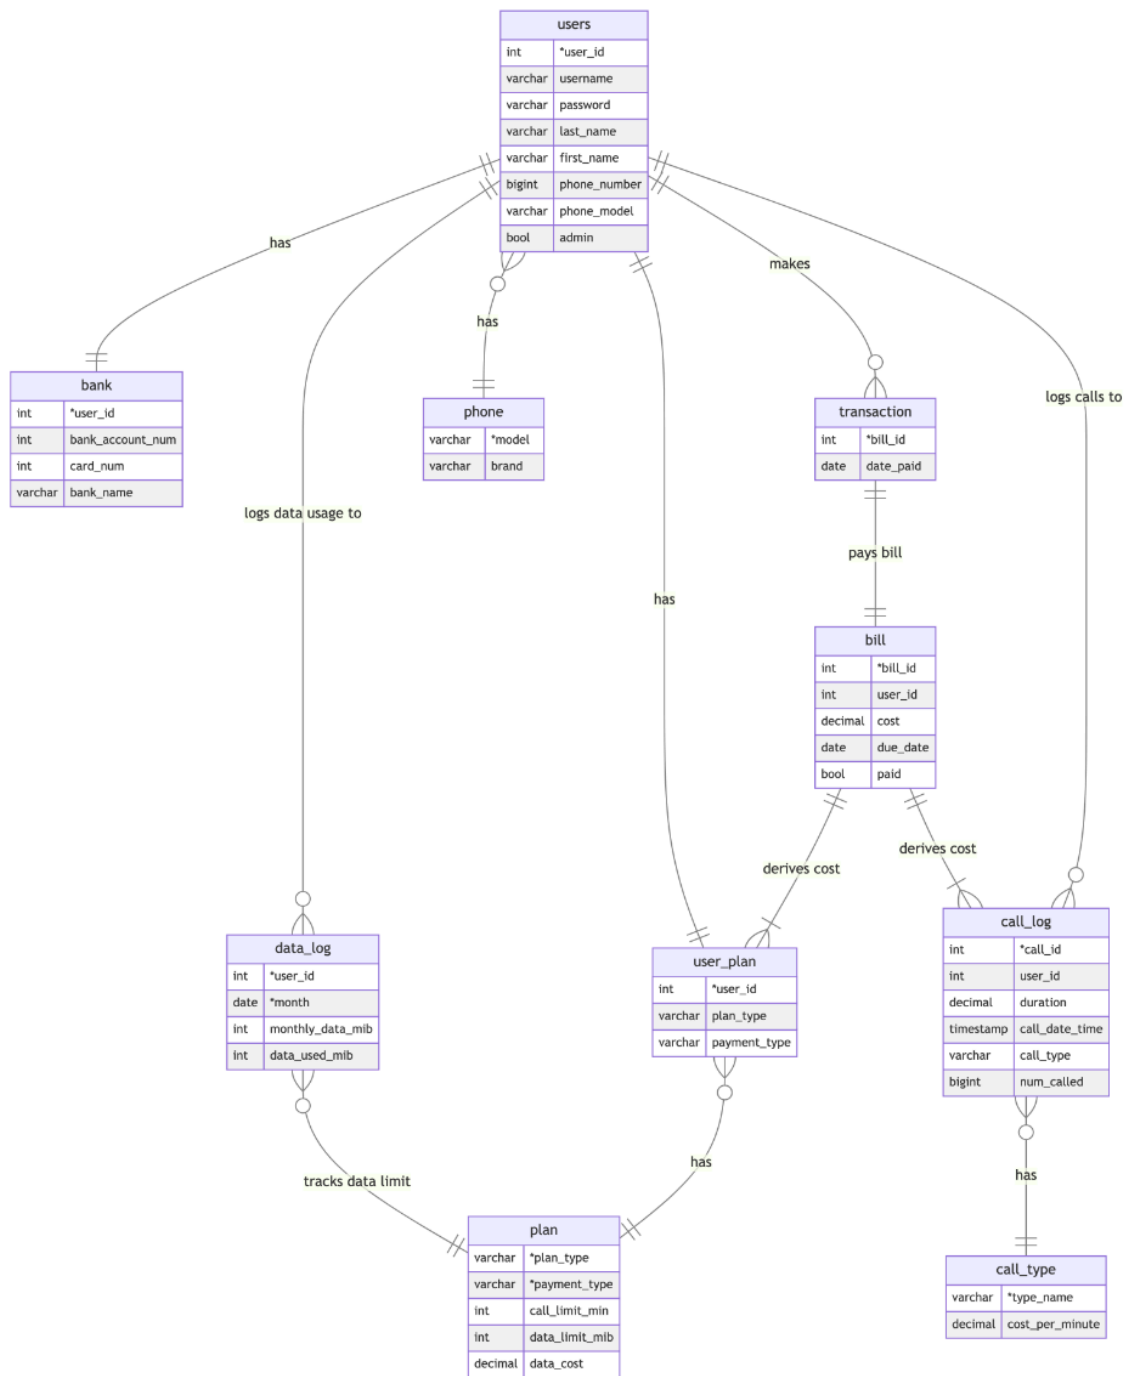 users
int *user_id
varchar username
varchar password
varchar last_name
varchar first_name
bigint phone_number
varchar phone_model
bool admin
has
makes
has
logs calls to
bank
int *user_id
int bank_account_num
int card_num
varchar bank_name
phone
varchar *model
varchar brand
transaction
int *bill_id
date date_paid
logs data usage to
pays bill
has
bill
int *bill_id
int user_id
decimal cost
date due_date
bool paid
derives cost
derives cost
data_log
int *user_id
date *month
int monthly_data_mib
int data_used_mib
user_plan
int *user_id
varchar plan_type
varchar payment_type
call_log
int *call_id
int user_id
decimal duration
timestamp call_date_time
varchar call_type
bigint num_called
tracks data limit
has
has
plan
varchar *plan_type
varchar *payment_type
int call_limit_min
int data_limit_mib
decimal data_cost
call_type
varchar *type_name
decimal cost_per_minute